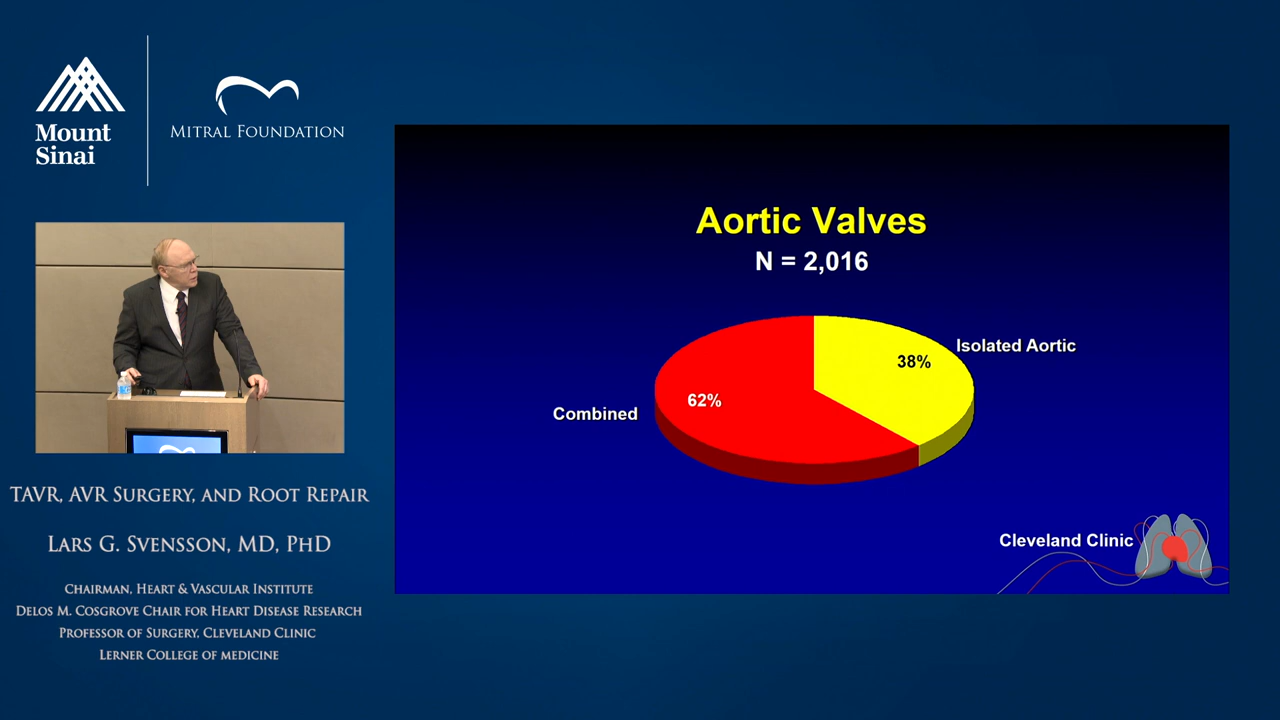 Mount
Sinai
MITRAL FOUNDATION
TAVR, AVR SURGERY, AND ROOT REPAIR
LARS G. SVENSSON, MD, PHD
CHAIRMAN, HEART & VASCULAR INSTITUTE
DELOS M. COSGROVE CHAIR FOR HEART DISEASE RESEARCH
PROFESSOR OF SURGERY, CLEVELAND CLINIC
LERNER COLLEGE OF MEDICINE
Aortic Valves
N = 2,016
Isolated Aortic
38%
62%
Combined
Cleveland Clinic